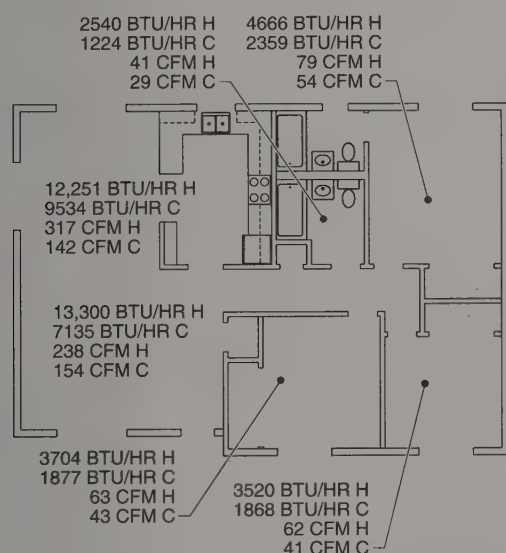 2540 BTU/HR H
1224 BTU/HR C
41 CFM H
29 CFM C
4666 BTU/HR H
2359 BTU/HR C
79 CFM H
54 CFM C
12,251 BTU/HR H
9534 BTU/HR C
317 CFM H
142 CFM C
13,300 BTU/HR H
7135 BTU/HR C
238 CFM H
154 CFM C
3704 BTU/HR H
1877 BTU/HR C
63 CFM H
43 CFM C
3520 BTU/HR H
1868 BTU/HR C
62 CFM H
41 CFM C